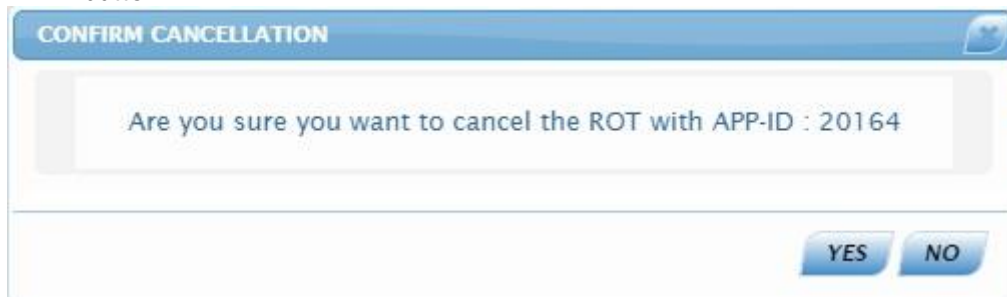 CONFIRM CANCELLATION
Are you sure you want to cancel the ROT with APP-ID : 20164
YES NO